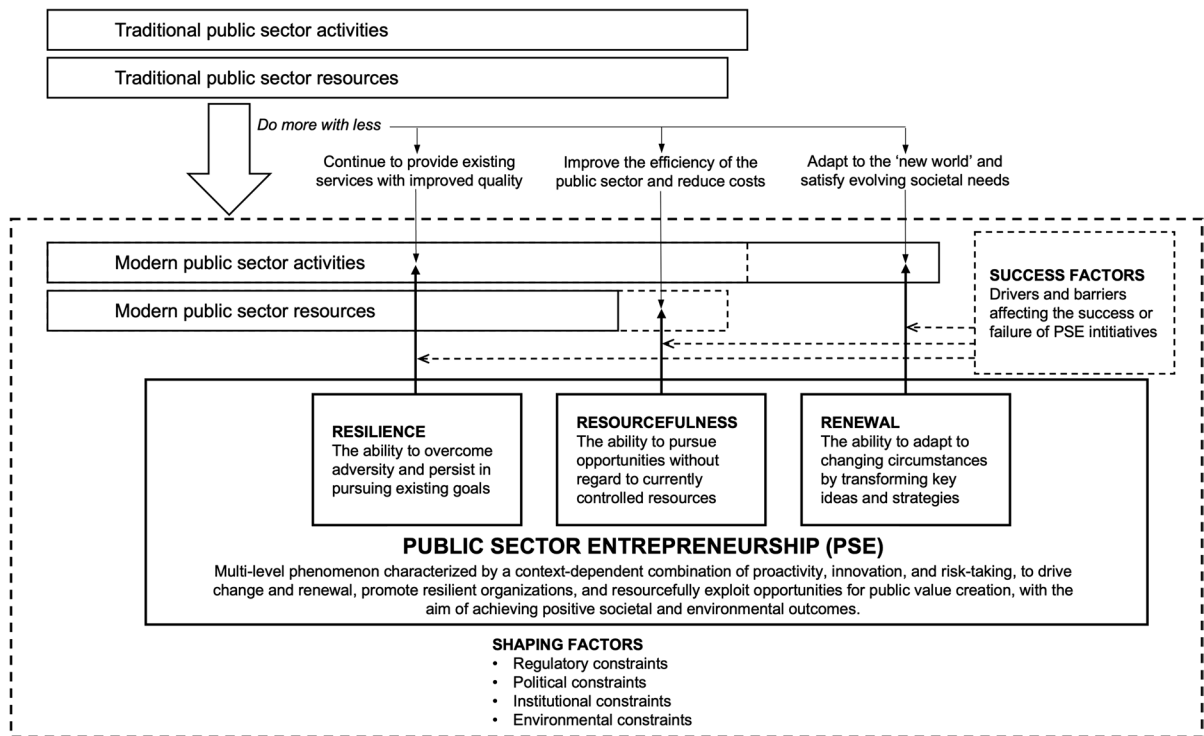 Traditional public sector activities
Traditional public sector resources
Do more with less
Continue to provide existing
services with improved quality
Improve the efficiency of the
public sector and reduce costs
Adapt to the ‘new world’ and
satisfy evolving societal needs
Modern public sector activities
Modern public sector resources
SUCCESS FACTORS
Drivers and barriers
affecting the success or
failure of PSE intitiatives
RESILIENCE
The ability to overcome
adversity and persist in
pursuing existing goals
RESOURCEFULNESS
The ability to pursue
opportunities without
regard to currently
controlled resources
RENEWAL
The ability to adapt to
changing circumstances
by transforming key
ideas and strategies
PUBLIC SECTOR ENTREPRENEURSHIP (PSE)
Multi-level phenomenon characterized by a context-dependent combination of proactivity, innovation, and risk-taking, to drive
change and renewal, promote resilient organizations, and resourcefully exploit opportunities for public value creation, with the
aim of achieving positive societal and environmental outcomes.
SHAPING FACTORS
• Regulatory constraints
• Political constraints
• Institutional constraints
• Environmental constraints